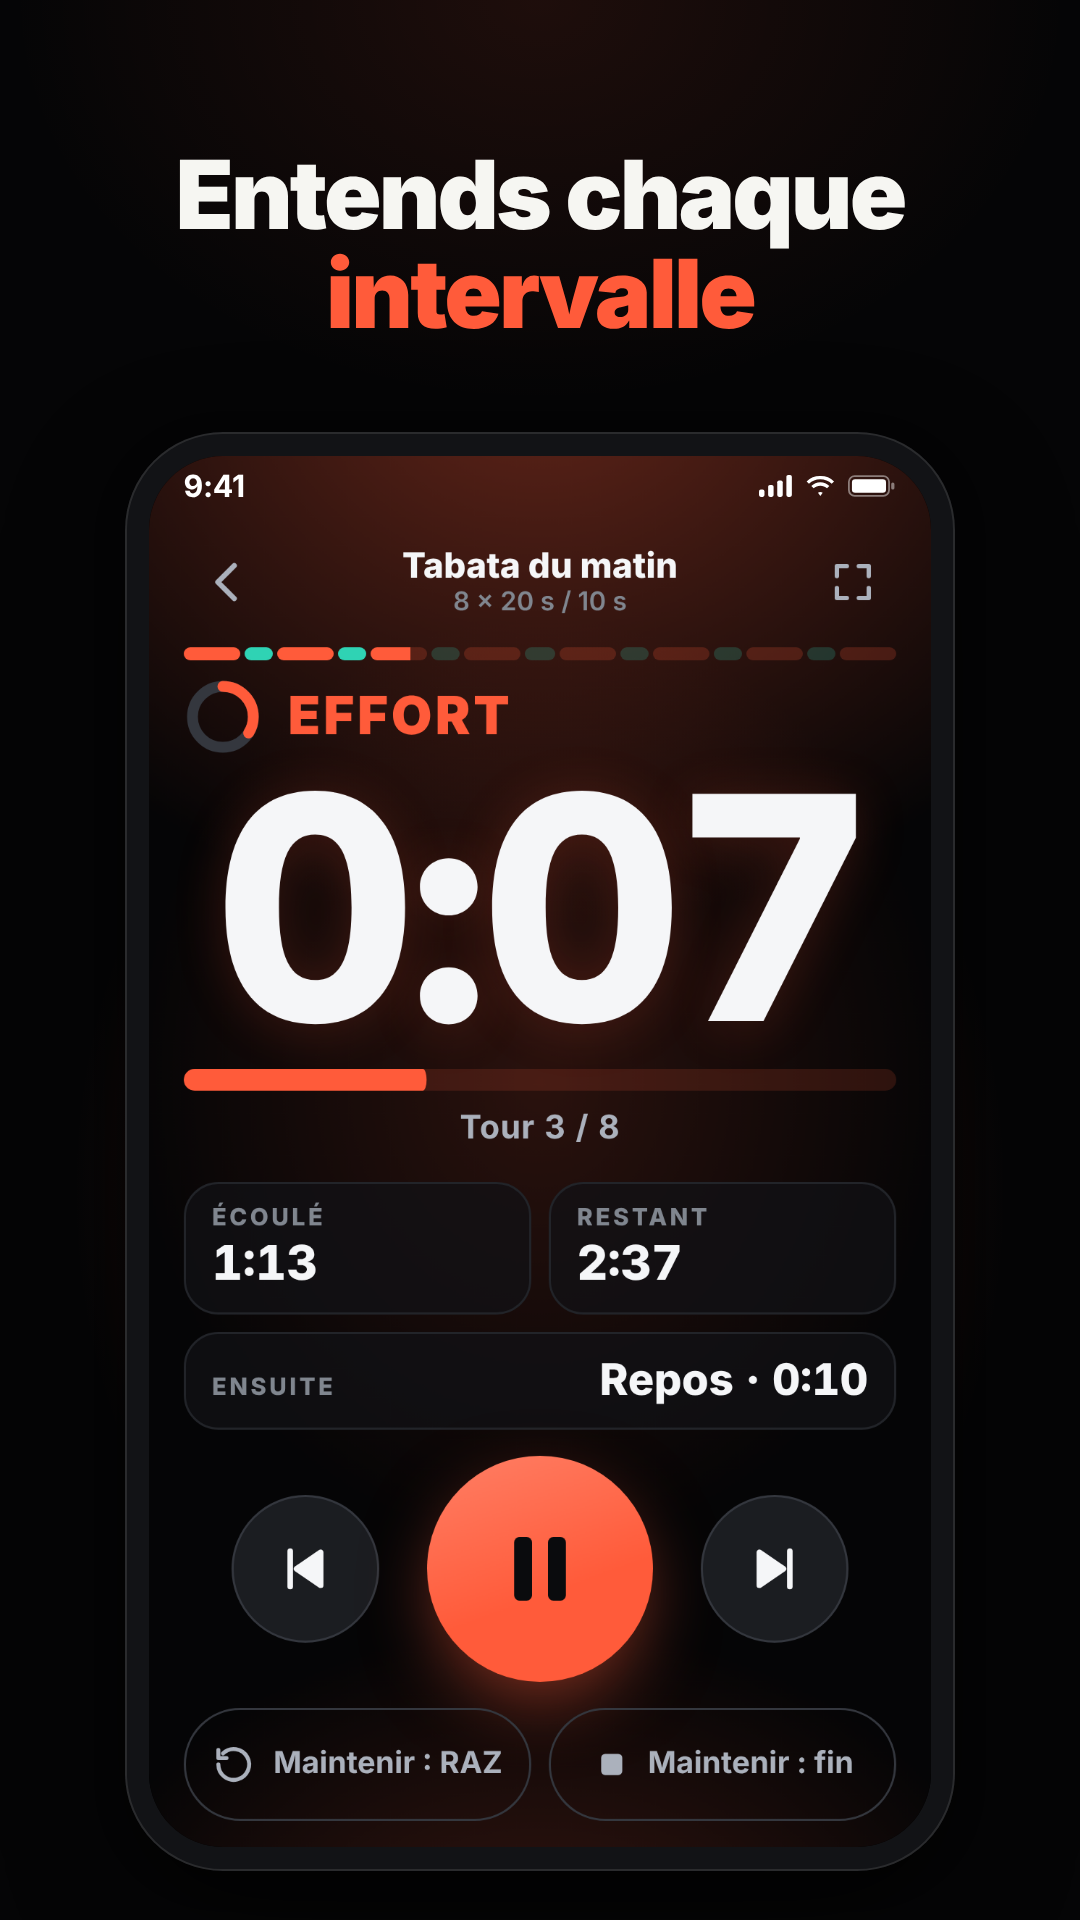 Entends chaque
intervalle
9:41
Tabata du matin
8 × 20 s / 10 s
EFFORT
0:07
Tour 3 / 8
ÉCOULÉ
1:13
RESTANT
2:37
ENSUITE
Repos · 0:10
Maintenir : RAZ
Maintenir : fin